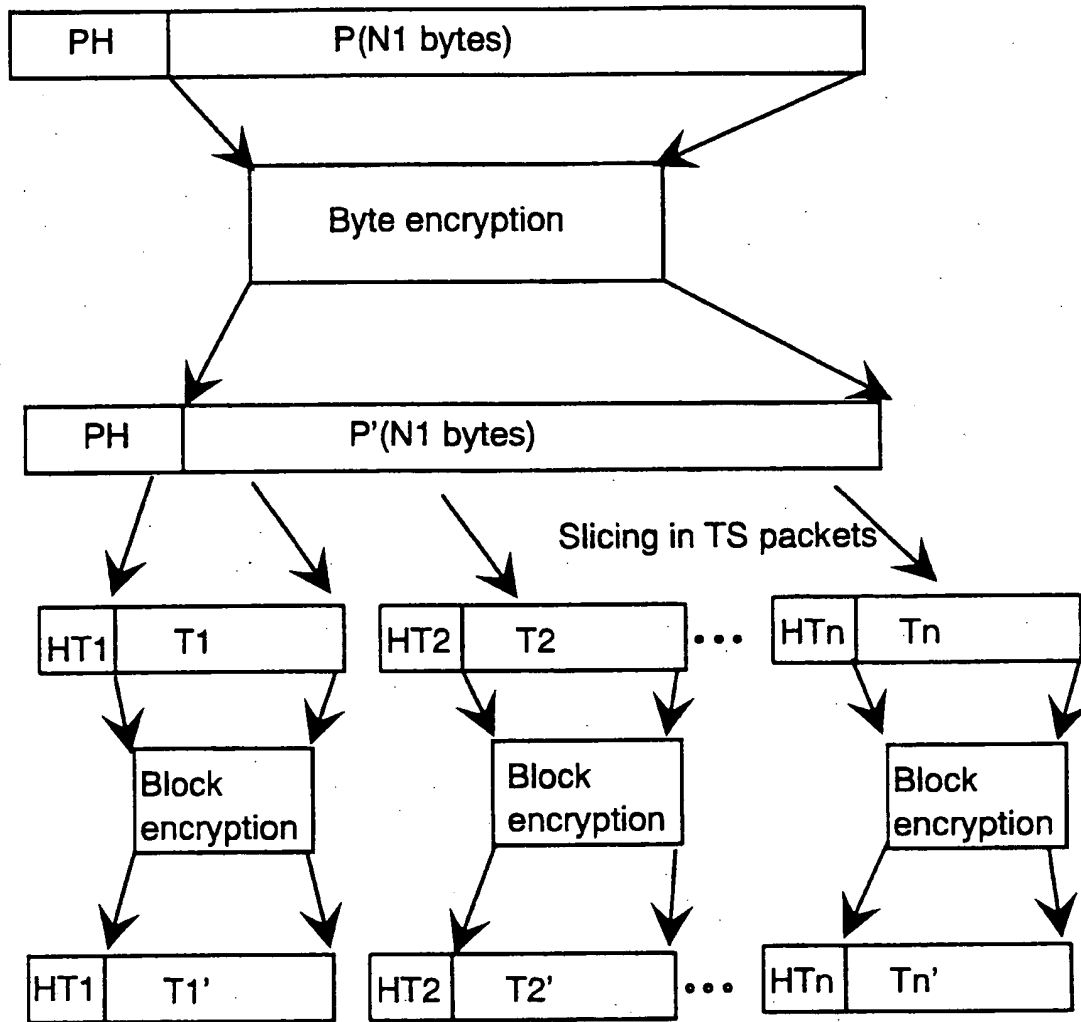 PH P(N1 bytes)
Byte encryption
PH P'(N1 bytes)
Slicing in TS packets
HT1 T1 HT2 T2 HTn Tn
Block
encryption
Block
encryption
Block
encryption
HT1 T1' HT2 T2' HTn Tn'